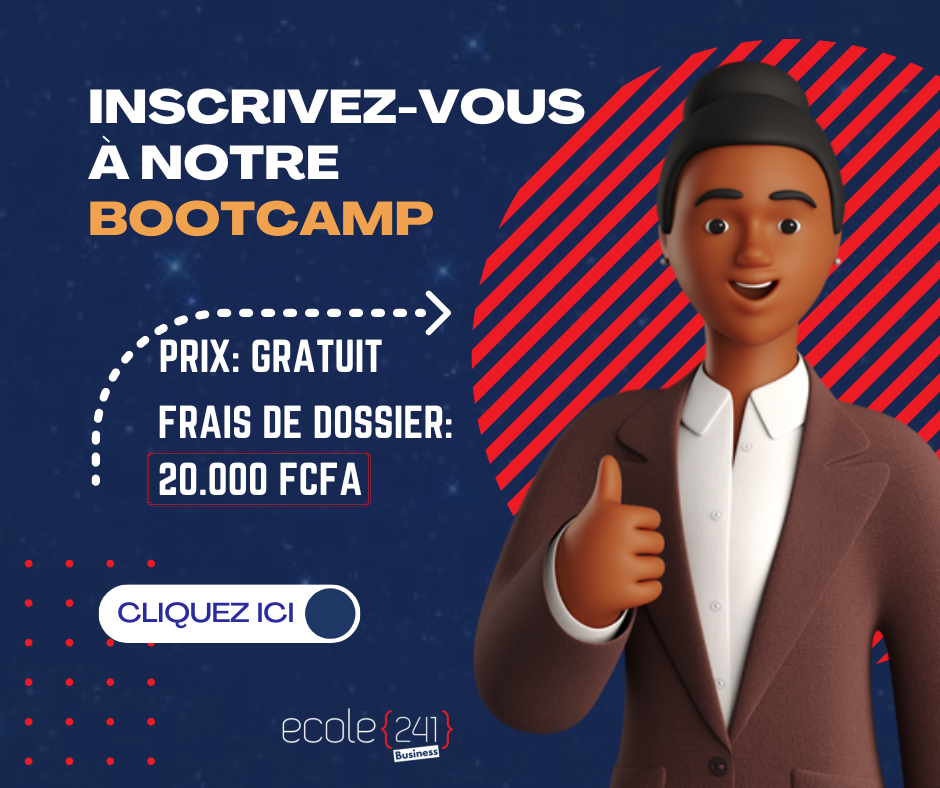 INSCRIVEZ-VOUS
À NOTRE
BOOTCAMP
PRIX: GRATUIT
FRAIS DE DOSSIER:
20.000 FCFA
CLIQUEZ ICI
ecole{241}
Business